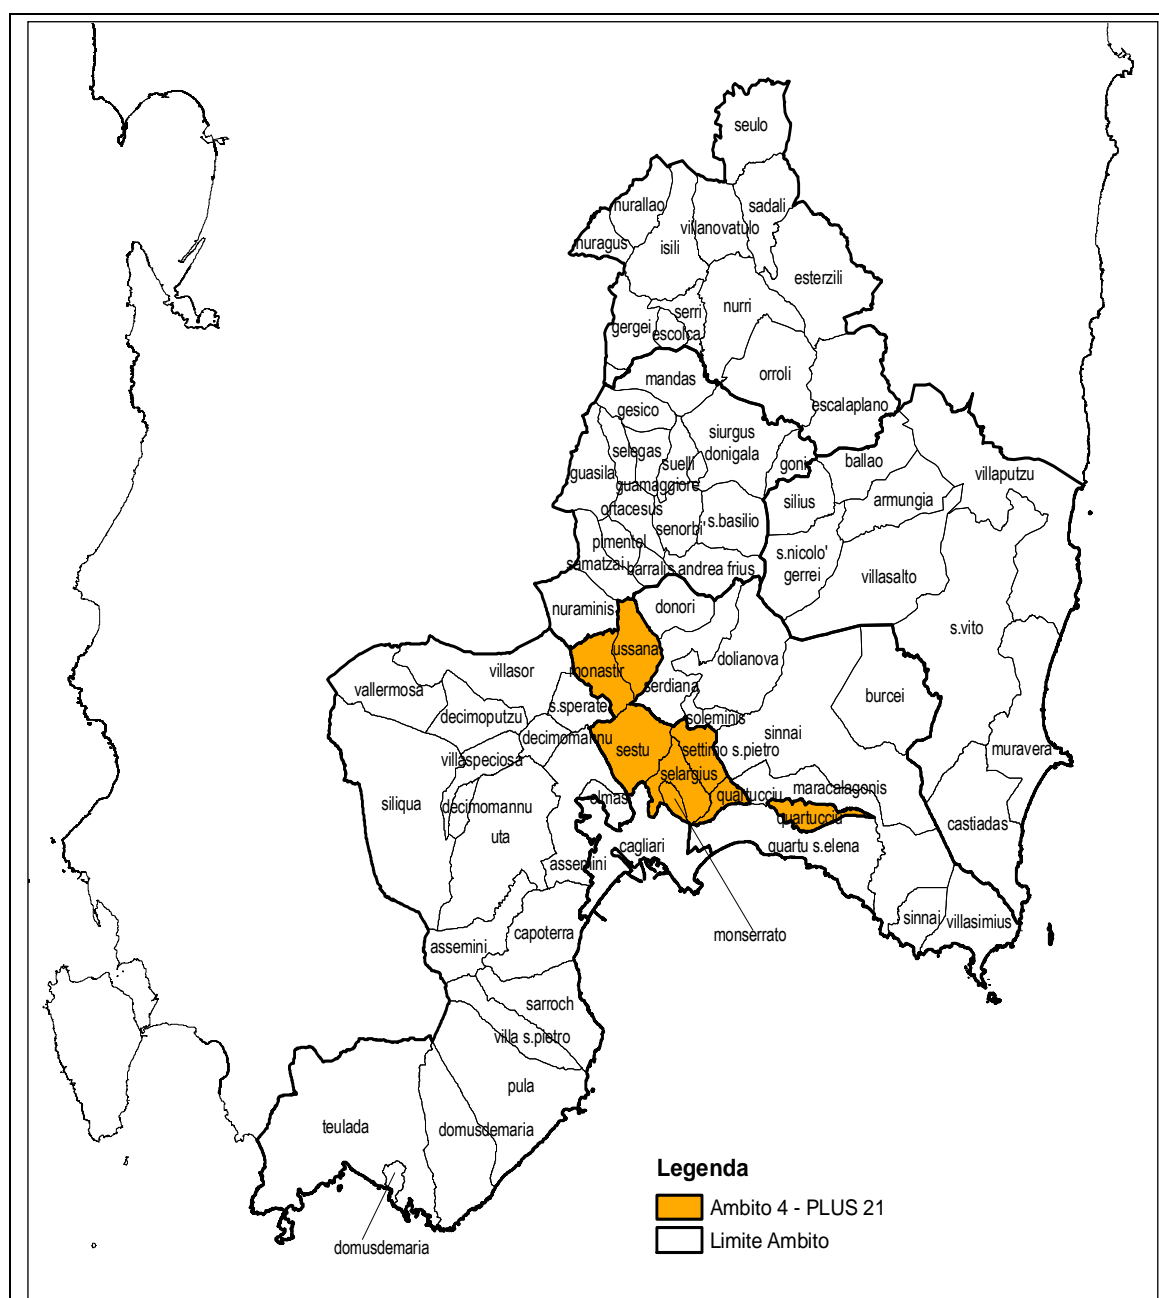 seulo
nurallao
sadali
villanovatulo
nuragus
isili
esterzili
nurri
serri
gergei
escolca
orroli
mandas
escalaplano
gesico
siurgus
donigala
selegas
suelli
goni
ballao
guasila
villaputzu
guamaggiore
silius
armungia
ortacesus
senorbi'
s.basilio
pimentel
s.nicolo'
gerrei
samatzai
barrali
s.andrea frius
villasalto
nuraminis
donori
s.vito
ussana
dolianova
villasor
monastir
serdiana
vallermosa
burcei
s.sperate
decimoputzu
soleminis
sinnai
decimomannu
sestu
settimo s.pietro
muravera
villaspeciosa
selargius
maracalagonis
siliqua
decimomannu
elmas
quartucciu
quartucciu
castiadas
uta
cagliari
quartu s.elena
assemini
sinnai
villasimius
capoterra
monserrato
assemini
sarroch
villa s.pietro
pula
teulada
domusdemaria
Legenda
Ambito 4 - PLUS 21
Limite Ambito
domusdemaria